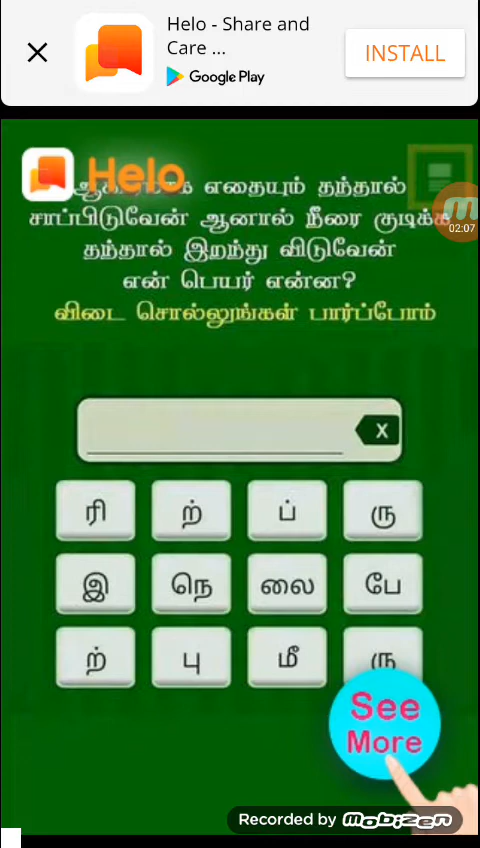 Helo - Share and
Care ...
Google Play
INSTALL
Helo
எதையும் தந்தால்
சாப்பிடுவேன் ஆனால் நீரை குடிக்க
தந்தால் இறந்து விடுவேன்
என் பெயர் என்ன?
விடை சொல்லுங்கள் பார்ப்போம்
02:07
X
ரி ற் ப் ரு
இ நெ லை பே
ற் பு மீ ரு
See
More
Recorded by Mobizen